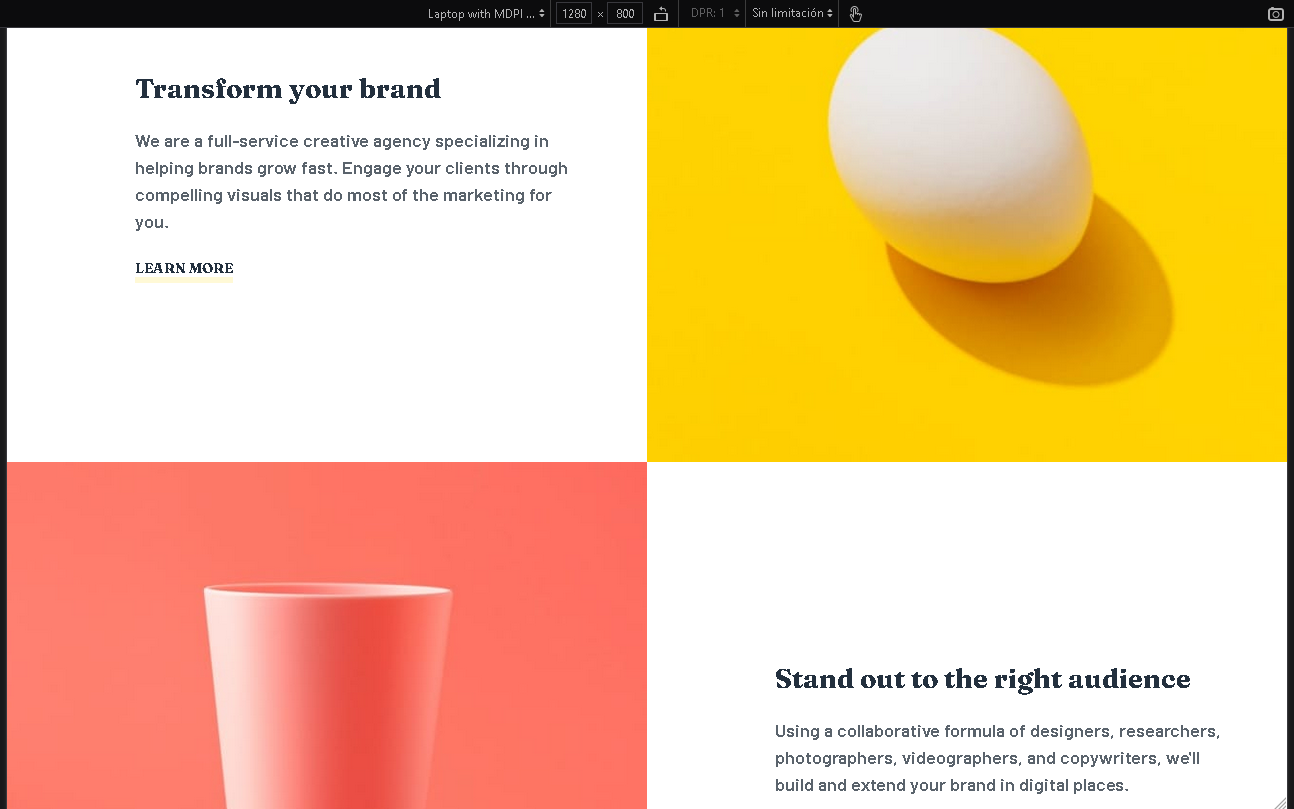 Laptop with MDPI ... 1280 × 800 DPR: 1 Sin limitación
Transform your brand
We are a full-service creative agency specializing in
helping brands grow fast. Engage your clients through
compelling visuals that do most of the marketing for
you.
LEARN MORE
Stand out to the right audience
Using a collaborative formula of designers, researchers,
photographers, videographers, and copywriters, we'll
build and extend your brand in digital places.